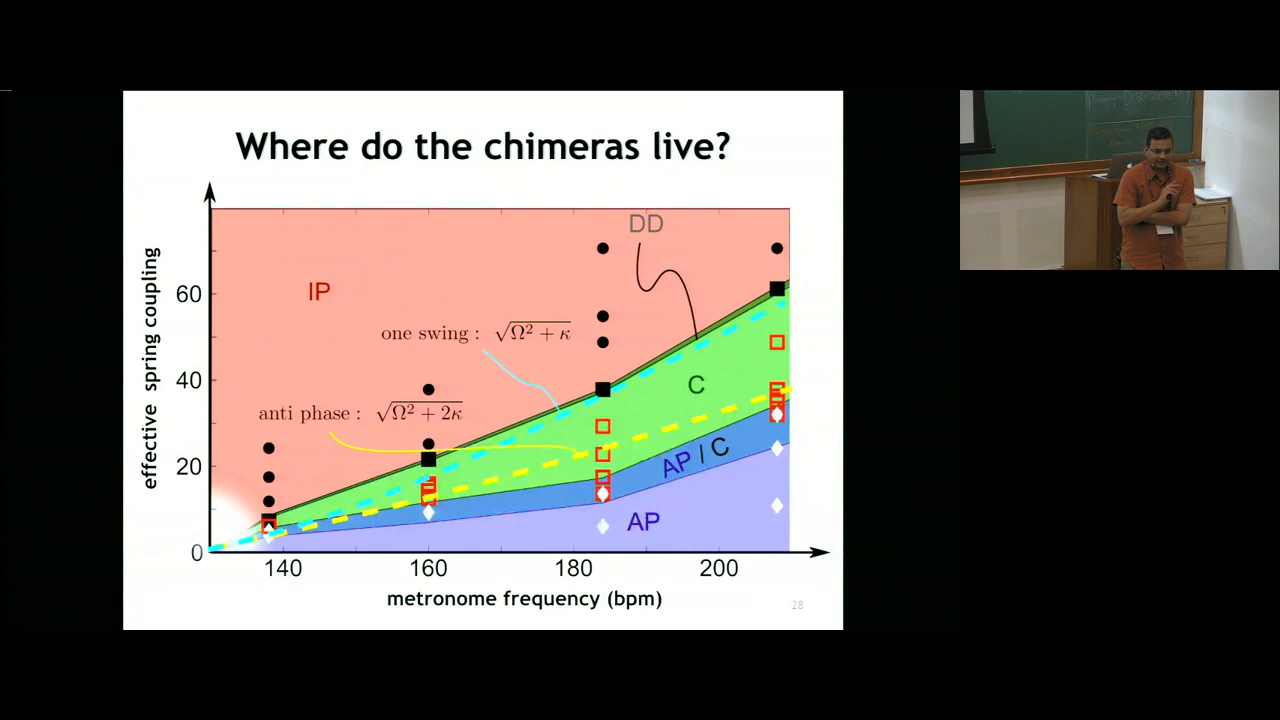 Where do the chimeras live?
DD
60
IP
one swing : √Ω² + κ
effective spring coupling
40
C
anti phase : √Ω² + 2κ
20
AP / C
AP
0
140
160
180
200
metronome frequency (bpm)
28